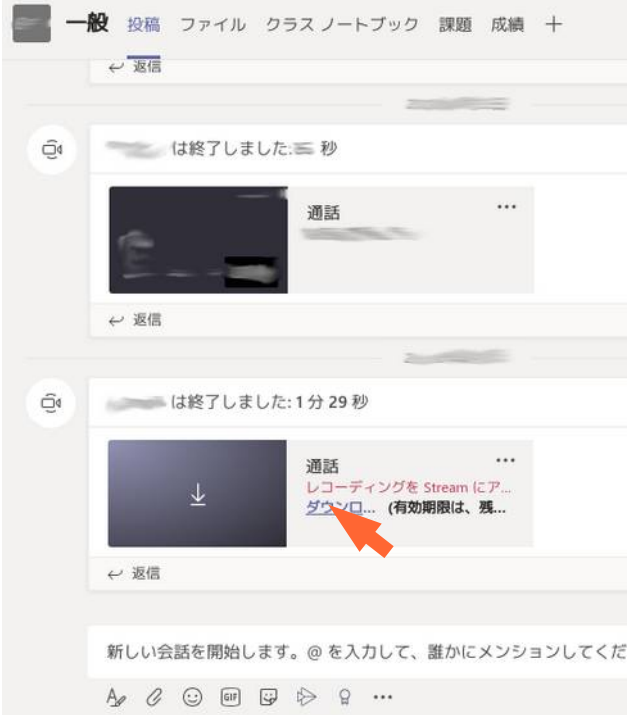 一般 投稿 ファイル クラス ノートブック 課題 成績 +
返信
は終了しました: 秒
通話
返信
は終了しました: 1 分 29 秒
通話
レコーディングを Stream にア...
ダウンロ... (有効期限は、残...
返信
新しい会話を開始します。@ を入力して、誰かにメンションしてくだ
GIF